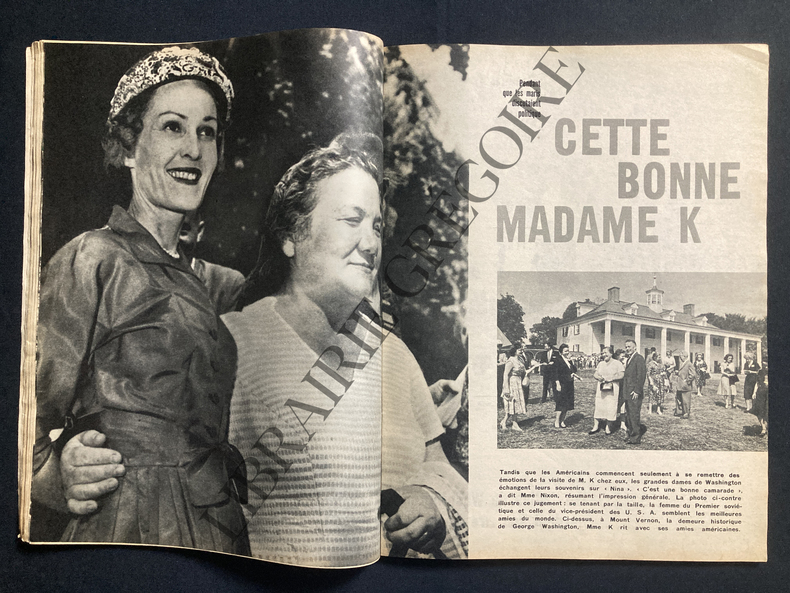 Pendant
que les maris
discutaient
politique
CETTE
BONNE
MADAME K
Tandis que les Américains commencent seulement à se remettre des
émotions de la visite de M. K chez eux, les grandes dames de Washington
échangent leurs souvenirs sur « Nina ». « C'est une bonne camarade »,
a dit Mme Nixon, résumant l'impression générale. La photo ci-contre
illustre ce jugement : se tenant par la taille, la femme du Premier sovié-
tique et celle du vice-président des U. S. A. semblent les meilleures
amies du monde. Ci-dessus, à Mount Vernon, la demeure historique
de George Washington, Mme K rit avec ses amies américaines.
LIBRAIRIE GREGOIRE